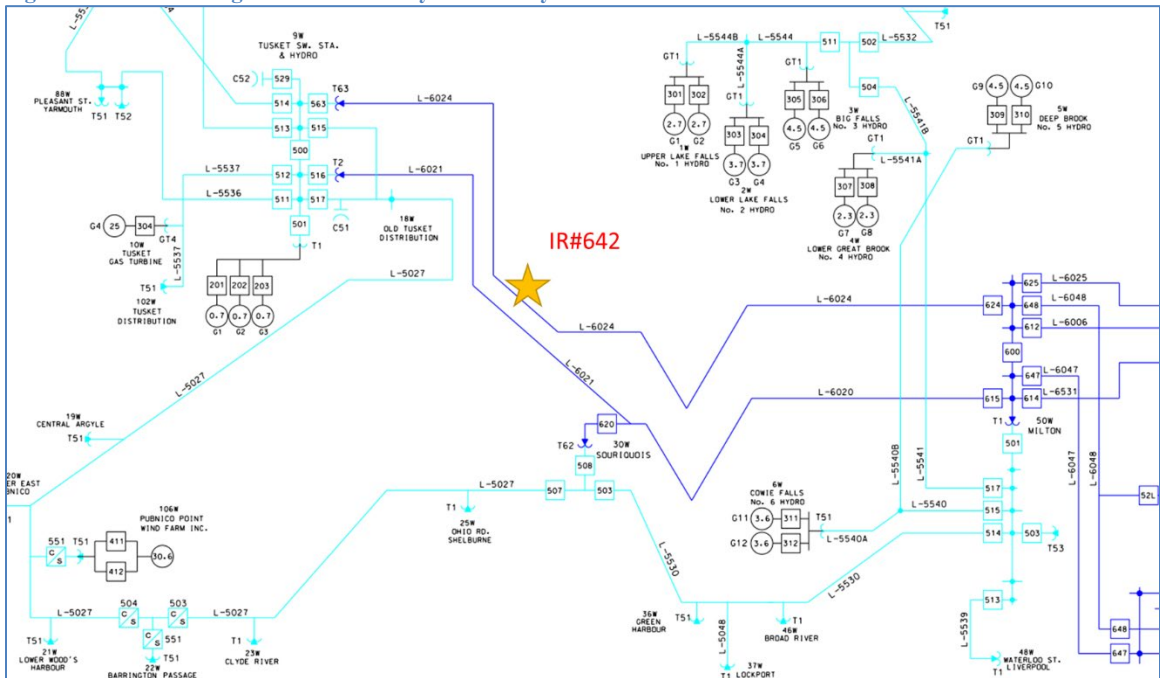 T51
L-5544B
L-5544
511
502
L-5532
L-5544A
9W
TUSKET SW. STA.
& HYDRO
C52
529
T63
514
563
L-6024
513
515
500
T2
L-5537
512
516
L-6021
L-5536
511
517
501
C51
T1
88W
PLEASANT ST.
YARMOUTH
T51
T52
18W
OLD TUSKET
DISTRIBUTION
G4
25
304
GT4
10W
TUSKET
GAS TURBINE
L-5537
T51
102W
TUSKET
DISTRIBUTION
201
202
203
0.7
0.7
0.7
G1
G2
G3
L-5027
L-5027
IR#642
L-6024
L-6024
L-6021
L-6020
GT1
301
302
2.7
2.7
G1
G2
1W
UPPER LAKE FALLS
No. 1 HYDRO
GT1
303
304
3.7
3.7
G3
G4
2W
LOWER LAKE FALLS
No. 2 HYDRO
GT1
305
306
4.5
4.5
G5
G6
3W
BIG FALLS
No. 3 HYDRO
504
L-5541B
GT1
L-5541A
307
308
2.3
2.3
G7
G8
4W
LOWER GREAT BROOK
No. 4 HYDRO
G9
4.5
4.5
G10
309
310
5W
DEEP BROOK
No. 5 HYDRO
GT1
625
L-6025
624
648
L-6048
612
L-6006
600
647
L-6047
615
614
L-6531
T1
50W
MILTON
501
L-5540B
L-5541
L-6047
L-6048
52L
517
L-5540
515
514
503
T53
6W
COWIE FALLS
No. 6 HYDRO
G11
3.6
311
T51
G12
3.6
312
L-5540A
L-5530
513
L-5539
48W
WATERLOO ST.
LIVERPOOL
T1
648
647
620
T62
30W
SOURIQUOIS
508
507
503
L-5027
T1
25W
OHIO RD.
SHELBURNE
L-5530
36W
GREEN
HARBOUR
T51
L-5048
T1
46W
BROAD RIVER
T1
37W
LOCKPORT
19W
CENTRAL ARGYLE
T51
20W
ER EAST
BNICO
1
106W
PUBNICO POINT
WIND FARM INC.
551
T51
C
S
411
412
30.6
L-5027
504
C
S
503
C
S
L-5027
551
C
S
T51
21W
LOWER WOOD'S
HARBOUR
T51
22W
BARRINGTON PASSAGE
T1
23W
CLYDE RIVER